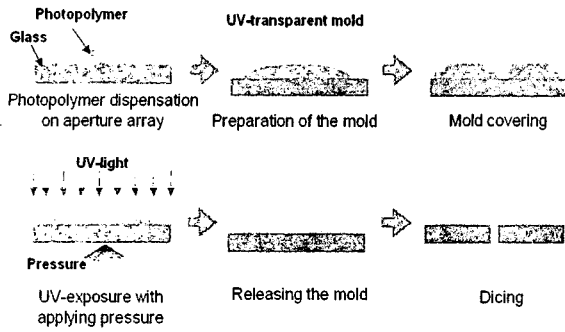 Photopolymer
Glass
UV-transparent mold
Photopolymer dispensation
on aperture array
Preparation of the mold
Mold covering
UV-light
Pressure
UV-exposure with
applying pressure
Releasing the mold
Dicing